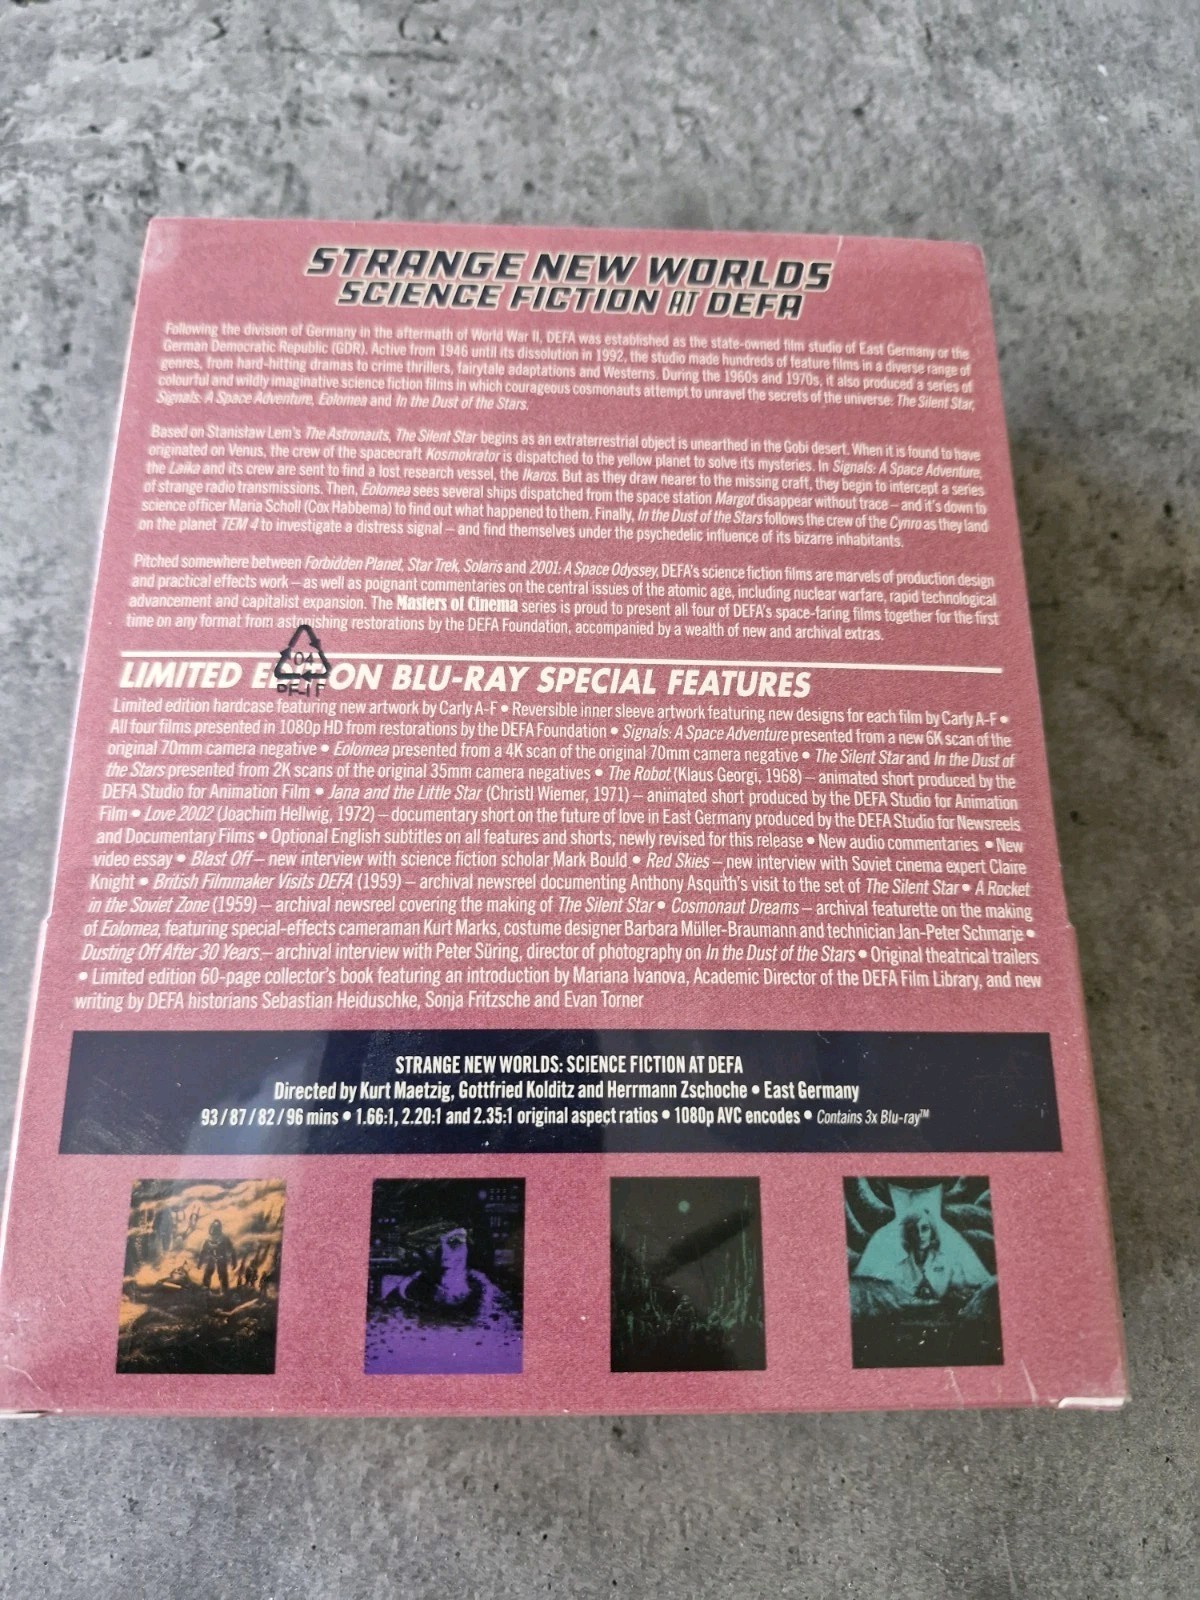 STRANGE NEW WORLDS
SCIENCE FICTION AT DEFA
Following the division of Germany in the aftermath of World War II, DEFA was established as the state-owned film studio of East Germany or the
German Democratic Republic (GDR). Active from 1946 until its dissolution in 1992, the studio made hundreds of feature films in a diverse range of
genres, from hard-hitting dramas to crime thrillers, fairytale adaptations and Westerns. During the 1960s and 1970s, it also produced a series of
colourful and wildly imaginative science fiction films in which courageous cosmonauts attempt to unravel the secrets of the universe: The Silent Star,
Signals: A Space Adventure, Eolomea and In the Dust of the Stars.
Based on Stanisław Lem's The Astronauts, The Silent Star begins as an extraterrestrial object is unearthed in the Gobi desert. When it is found to have
originated on Venus, the crew of the spacecraft Kosmokrator is dispatched to the yellow planet to solve its mysteries. In Signals: A Space Adventure,
the Laika and its crew are sent to find a lost research vessel, the Ikaros. But as they draw nearer to the missing craft, they begin to intercept a series
of strange radio transmissions. Then, Eolomea sees several ships dispatched from the space station Margot disappear without trace – and it's down to
science officer Maria Scholl (Cox Habbema) to find out what happened to them. Finally, In the Dust of the Stars follows the crew of the Cynro as they land
on the planet TEM 4 to investigate a distress signal – and find themselves under the psychedelic influence of its bizarre inhabitants.
Pitched somewhere between Forbidden Planet, Star Trek, Solaris and 2001: A Space Odyssey, DEFA's science fiction films are marvels of production design
and practical effects work – as well as poignant commentaries on the central issues of the atomic age, including nuclear warfare, rapid technological
advancement and capitalist expansion. The Masters of Cinema series is proud to present all four of DEFA's space-faring films together for the first
time on any format from astonishing restorations by the DEFA Foundation, accompanied by a wealth of new and archival extras.
04
LIMITED EDITION BLU-RAY SPECIAL FEATURES
Limited edition hardcase featuring new artwork by Carly A-F • Reversible inner sleeve artwork featuring new designs for each film by Carly A-F •
All four films presented in 1080p HD from restorations by the DEFA Foundation • Signals: A Space Adventure presented from a new 6K scan of the
original 70mm camera negative • Eolomea presented from a 4K scan of the original 70mm camera negative • The Silent Star and In the Dust of
the Stars presented from 2K scans of the original 35mm camera negatives • The Robot (Klaus Georgi, 1968) – animated short produced by the
DEFA Studio for Animation Film • Jana and the Little Star (Christl Wiemer, 1971) – animated short produced by the DEFA Studio for Animation
Film • Love 2002 (Joachim Hellwig, 1972) – documentary short on the future of love in East Germany produced by the DEFA Studio for Newsreels
and Documentary Films • Optional English subtitles on all features and shorts, newly revised for this release • New audio commentaries • New
video essay • Blast Off – new interview with science fiction scholar Mark Bould • Red Skies – new interview with Soviet cinema expert Claire
Knight • British Filmmaker Visits DEFA (1959) – archival newsreel documenting Anthony Asquith's visit to the set of The Silent Star • A Rocket
in the Soviet Zone (1959) – archival newsreel covering the making of The Silent Star • Cosmonaut Dreams – archival featurette on the making
of Eolomea, featuring special-effects cameraman Kurt Marks, costume designer Barbara Müller-Braumann and technician Jan-Peter Schmarje •
Dusting Off After 30 Years – archival interview with Peter Süring, director of photography on In the Dust of the Stars • Original theatrical trailers
• Limited edition 60-page collector's book featuring an introduction by Mariana Ivanova, Academic Director of the DEFA Film Library, and new
writing by DEFA historians Sebastian Heiduschke, Sonja Fritzsche and Evan Torner
STRANGE NEW WORLDS: SCIENCE FICTION AT DEFA
Directed by Kurt Maetzig, Gottfried Kolditz and Herrmann Zschoche • East Germany
93 / 87 / 82 / 96 mins • 1.66:1, 2.20:1 and 2.35:1 original aspect ratios • 1080p AVC encodes • Contains 3x Blu-ray™